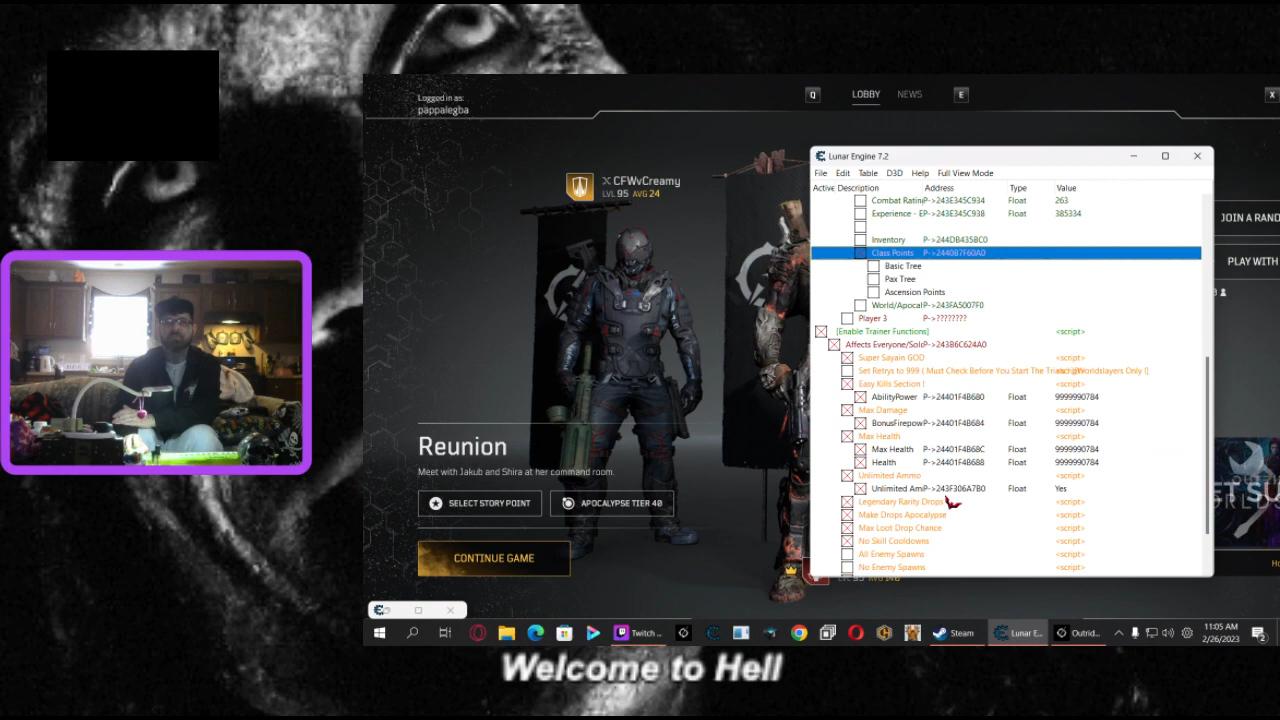 Logged in as:
pappalegba
Q
LOBBY
NEWS
E
X
CFWvCreamy
LVL 95 AVG 24
JOIN A RAND
PLAY WITH
Reunion
Meet with Jakub and Shira at her command room.
SELECT STORY POINT
APOCALYPSE TIER 40
CONTINUE GAME
Lunar Engine 7.2
File Edit Table D3D Help Full View Mode
Active Description Address Type Value
Combat Ratin P->243E345C934 Float 263
Experience - E P->243E345C938 Float 385334
Inventory P->244DB435BC0
Class Points P->2440B7F60A0
Basic Tree
Pax Tree
Ascension Points
World/Apocal P->243FA5007F0
Player 3 P->????????
[Enable Trainer Functions] <script>
Affects Everyone/Solo P->243B6C624A0
Super Sayain GOD <script>
Set Retrys to 999 ( Must Check Before You Start The Trials ) [Worldslayers Only !]
Easy Kills Section ! <script>
AbilityPower P->24401F4B680 Float 9999990784
Max Damage <script>
BonusFirepow P->24401F4B684 Float 9999990784
Max Health <script>
Max Health P->24401F4B68C Float 9999990784
Health P->24401F4B688 Float 9999990784
Unlimited Ammo <script>
Unlimited Am P->243F306A7B0 Float Yes
Legendary Rarity Drops <script>
Make Drops Apocalypse <script>
Max Loot Drop Chance <script>
No Skill Cooldowns <script>
All Enemy Spawns <script>
No Enemy Spawns <script>
Twitch ...
Steam
Lunar E...
Outrid...
11:05 AM
2/26/2023
2
Welcome to Hell